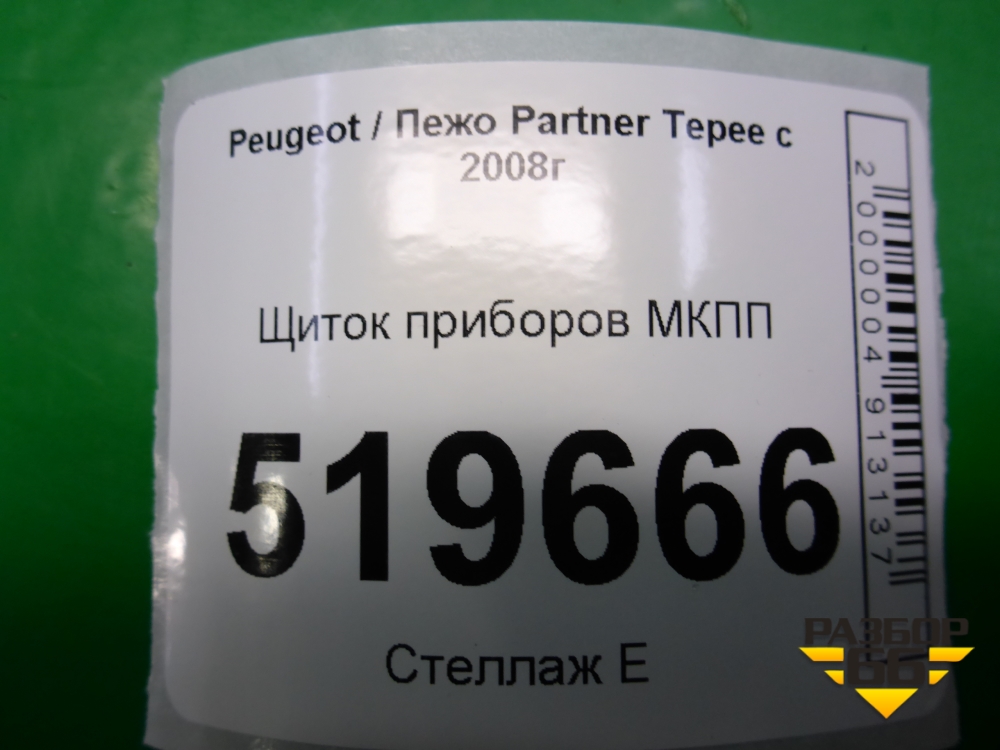 Peugeot / Пежо Partner Tepee с
2008г
Щиток приборов МКПП
519666
Стеллаж Е
2000004913137
РАЗБОР
66